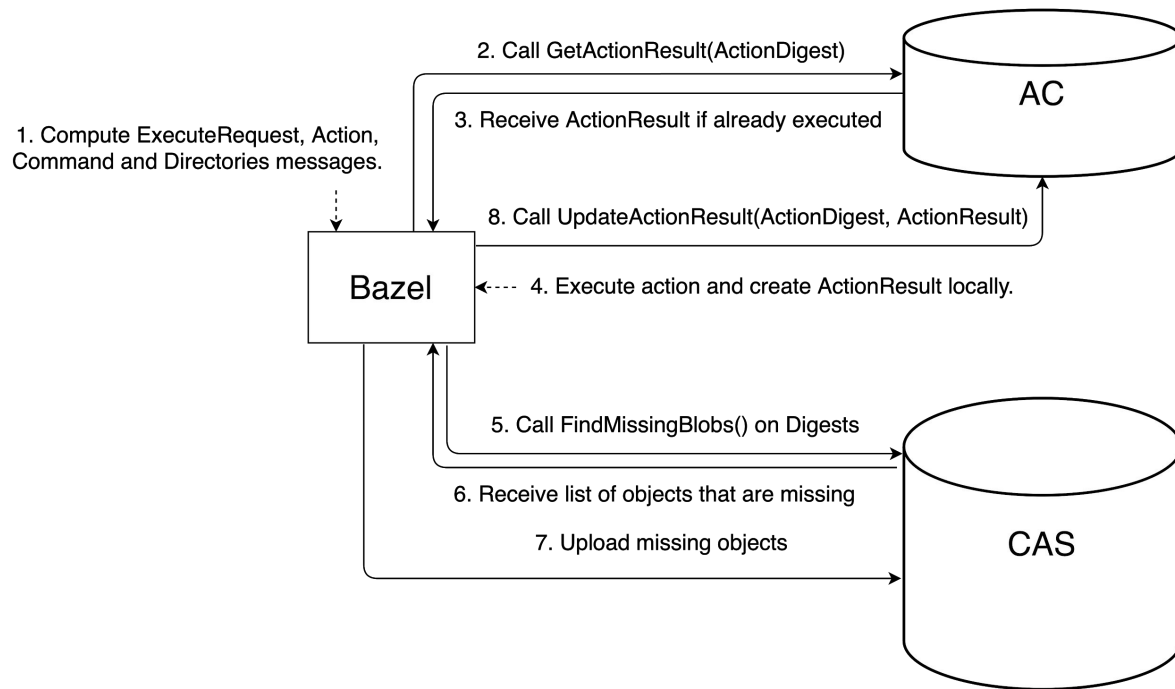 2. Call GetActionResult(ActionDigest)
AC
3. Receive ActionResult if already executed
1. Compute ExecuteRequest, Action,
Command and Directories messages.
8. Call UpdateActionResult(ActionDigest, ActionResult)
Bazel
4. Execute action and create ActionResult locally.
5. Call FindMissingBlobs() on Digests
6. Receive list of objects that are missing
7. Upload missing objects
CAS